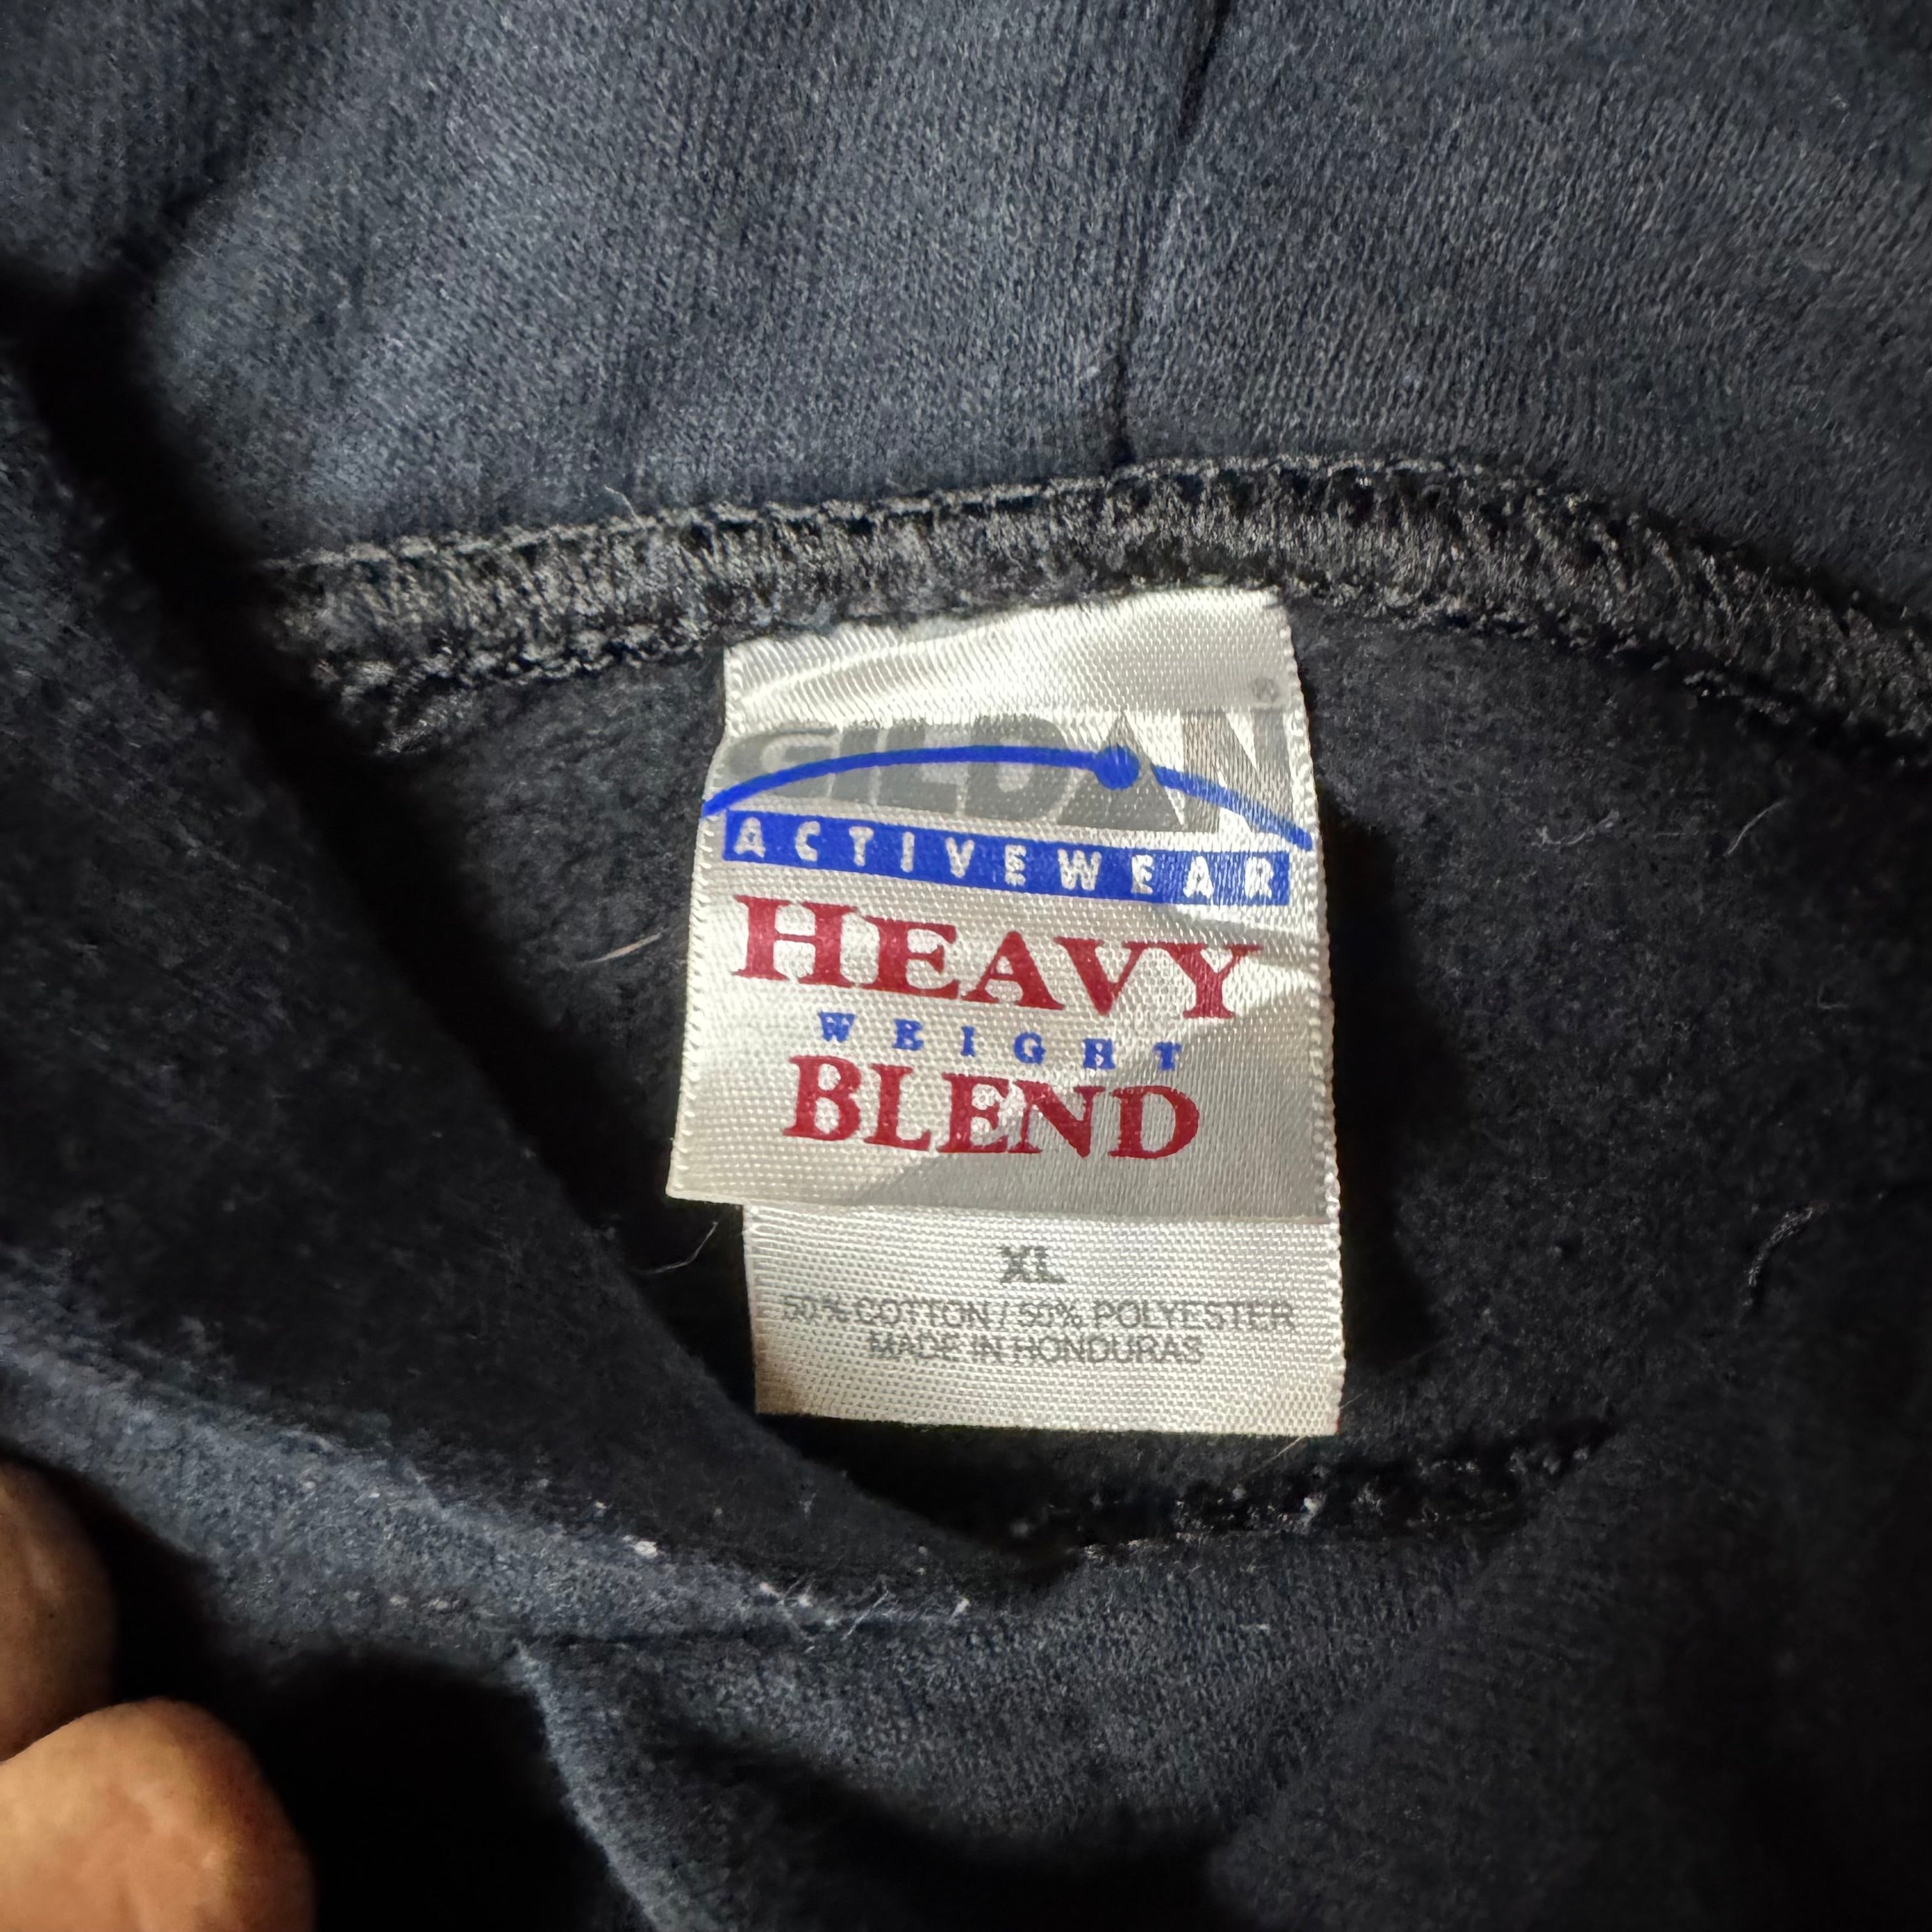 GILDAN®
ACTIVEWEAR
HEAVY
WEIGHT
BLEND
XL
50% COTTON / 50% POLYESTER
MADE IN HONDURAS